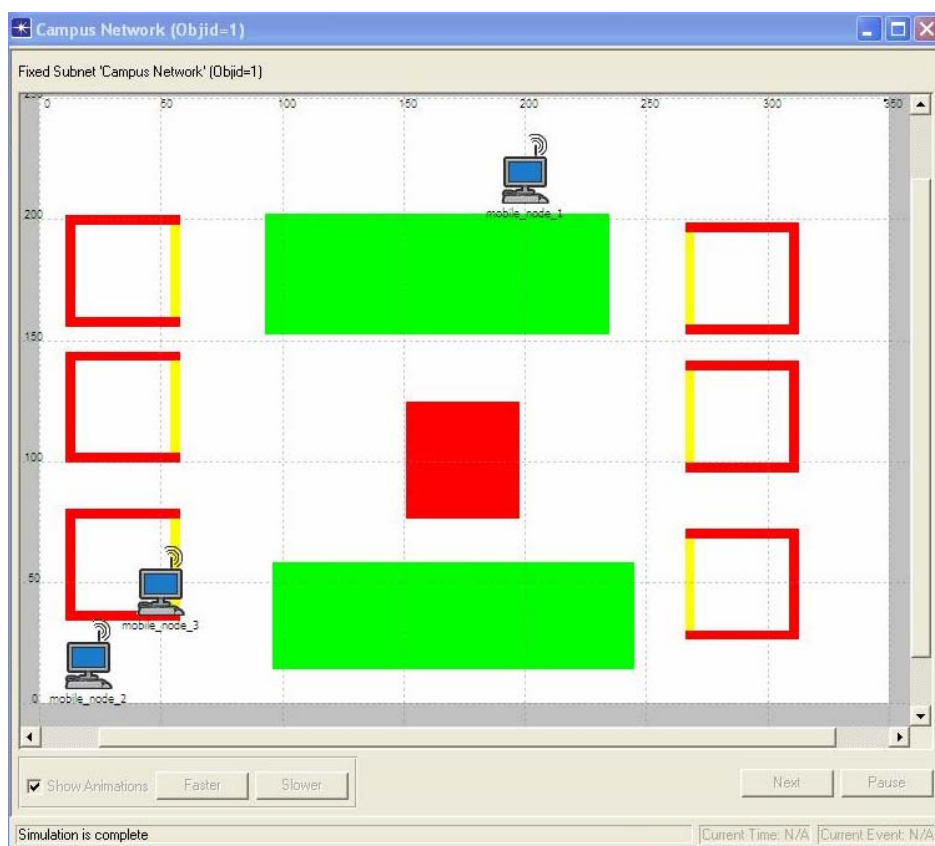 Campus Network (Objid=1)
Fixed Subnet 'Campus Network' (Objid=1)
0 50 100 150 200 250 300 350
mobile_node_1
200
150
100
50
mobile_node_3
0
mobile_node_2
Show Animations Faster Slower Next Pause
Simulation is complete Current Time: N/A Current Event: N/A